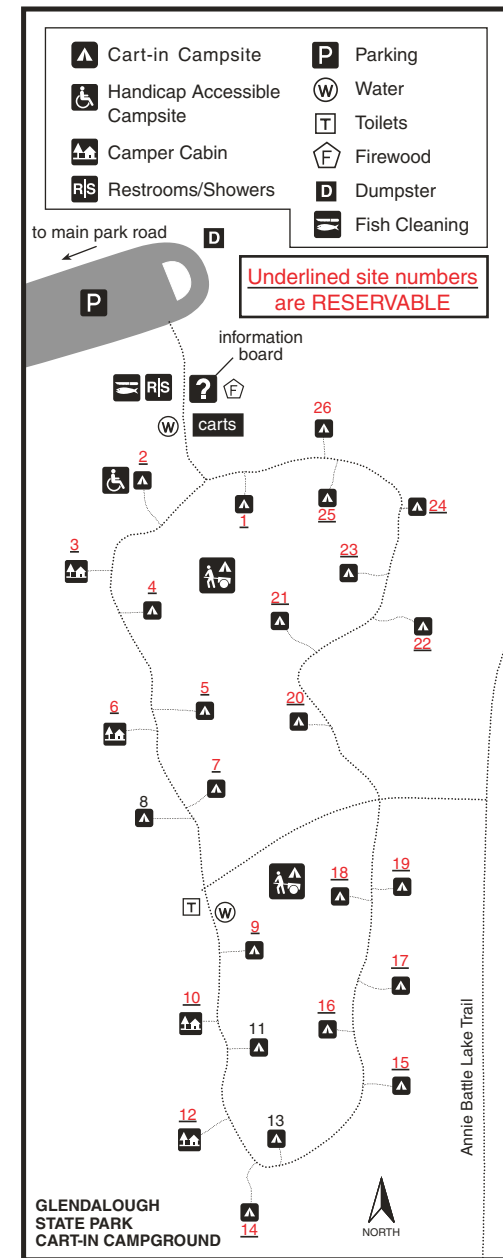 Cart-in Campsite
Handicap Accessible
Campsite
Camper Cabin
R|S Restrooms/Showers
P Parking
W Water
T Toilets
F Firewood
D Dumpster
Fish Cleaning
to main park road
D
P
Underlined site numbers
are RESERVABLE
information
board
R|S
?
F
W
carts
26
2
1
25
24
3
23
4
21
22
5
20
6
7
8
18
19
T
W
9
17
10
16
11
15
12
13
14
Annie Battle Lake Trail
GLENDALOUGH
STATE PARK
CART-IN CAMPGROUND
NORTH